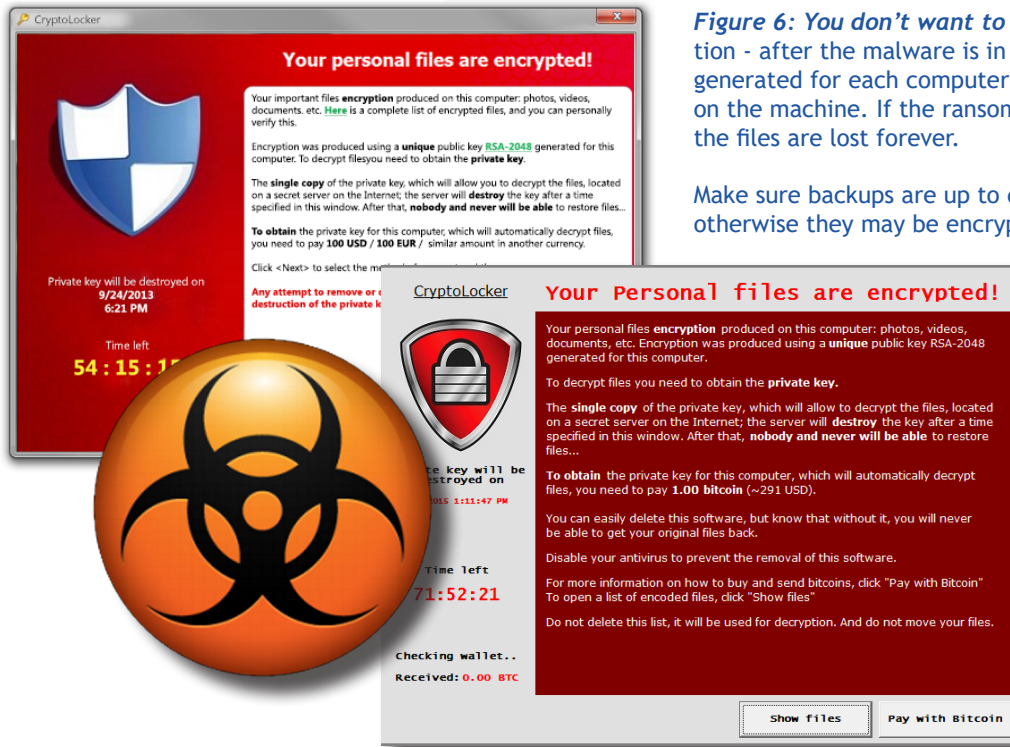 CryptoLocker
Your personal files are encrypted!
Your important files encryption produced on this computer: photos, videos,
documents. etc. Here is a complete list of encrypted files, and you can personally
verify this.
Encryption was produced using a unique public key RSA-2048 generated for this
computer. To decrypt filesyou need to obtain the private key.
The single copy of the private key, which will allow you to decrypt the files, located
on a secret server on the Internet; the server will destroy the key after a time
specified in this window. After that, nobody and never will be able to restore files...
To obtain the private key for this computer, which will automatically decrypt files,
you need to pay 100 USD / 100 EUR / similar amount in another currency.
Click <Next> to select the
Any attempt to remove or
destruction of the private
Private key will be destroyed on
9/24/2013
6:21 PM
Time left
54 : 15 :
Figure 6: You don't want to
tion - after the malware is in
generated for each computer
on the machine. If the ransom
the files are lost forever.
Make sure backups are up to
otherwise they may be
CryptoLocker
Your Personal files are encrypted!
Your personal files encryption produced on this computer: photos, videos,
documents, etc. Encryption was produced using a unique public key RSA-2048
generated for this computer.
To decrypt files you need to obtain the private key.
The single copy of the private key, which will allow to decrypt the files, located
on a secret server on the Internet; the server will destroy the key after a time
specified in this window. After that, nobody and never will be able to restore
files...
To obtain the private key for this computer, which will automatically decrypt
files, you need to pay 1.00 bitcoin (~291 USD).
You can easily delete this software, but know that without it, you will never
be able to get your original files back.
Disable your antivirus to prevent the removal of this software.
For more information on how to buy and send bitcoins, click "Pay with Bitcoin"
To open a list of encoded files, click "Show files"
Do not delete this list, it will be used for decryption. And do not move your files.
key will be
on
1:11:47 PM
Time left
71:52:21
Checking wallet..
Received: 0.00 BTC
Show files
Pay with Bitcoin